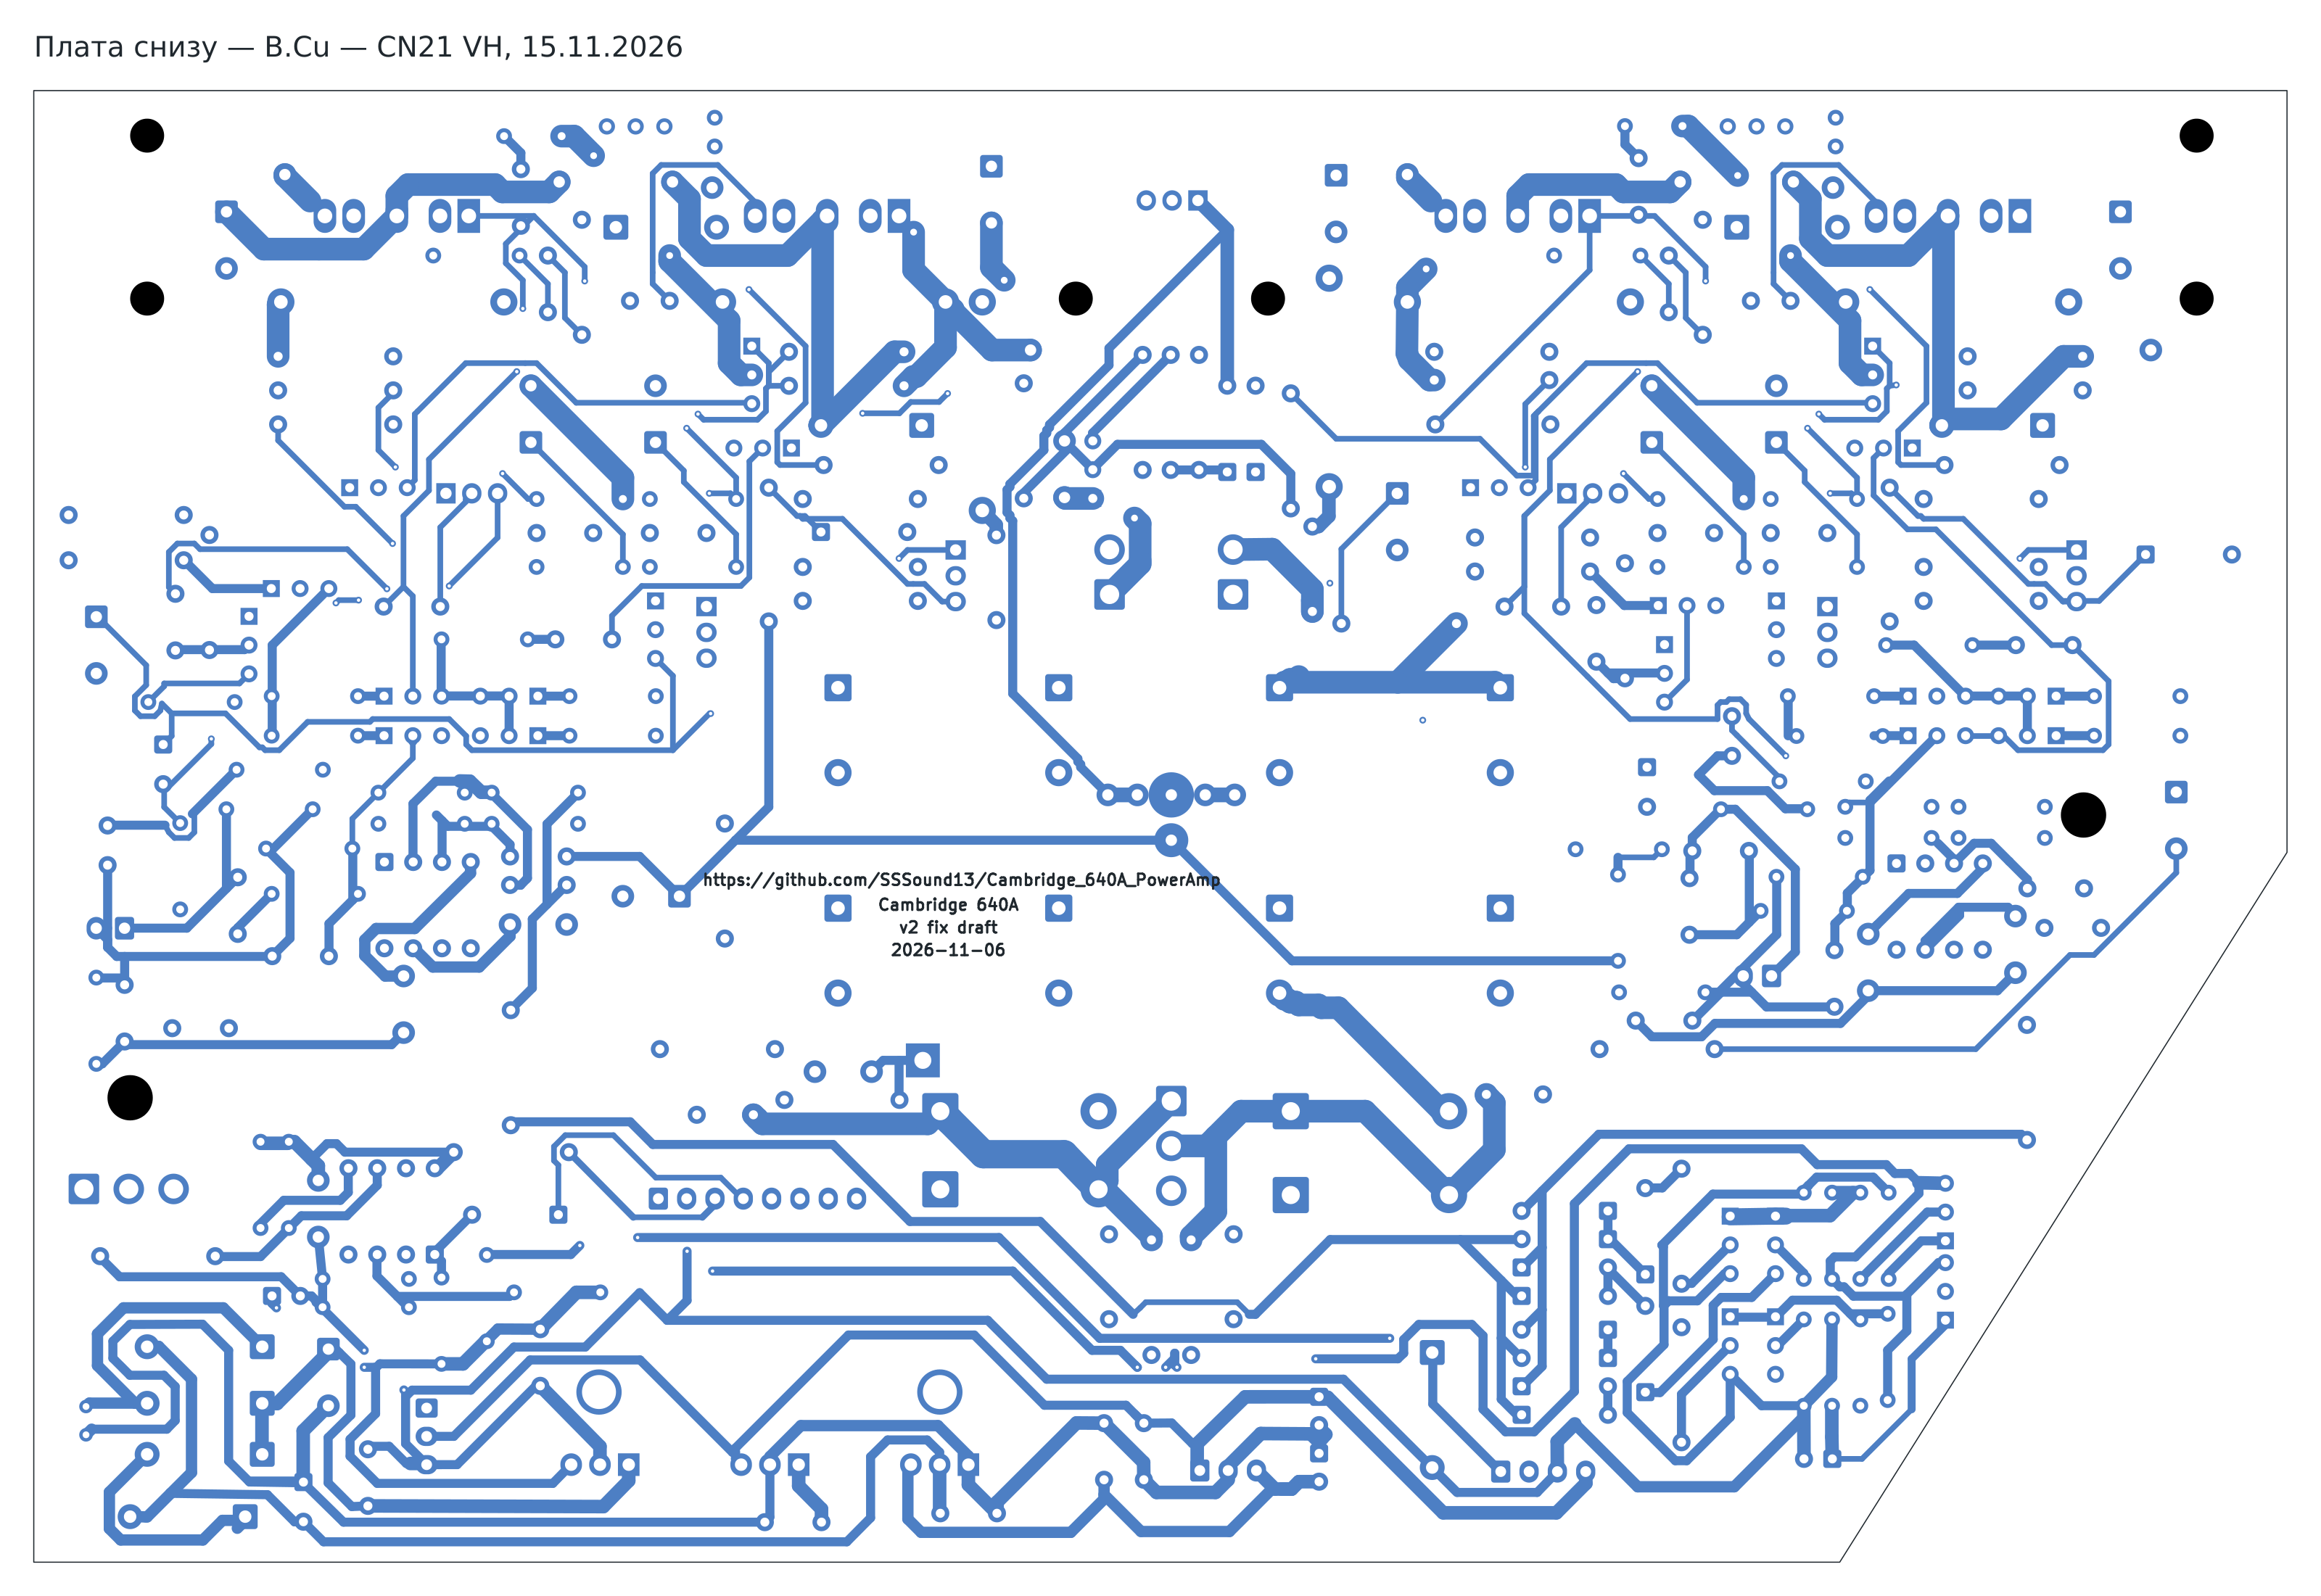 Плата снизу — B.Cu — CN21 VH, 15.11.2026
https://github.com/SSSound13/Cambridge_640A_PowerAmp
Cambridge 640A
v2 fix draft
2026-11-06